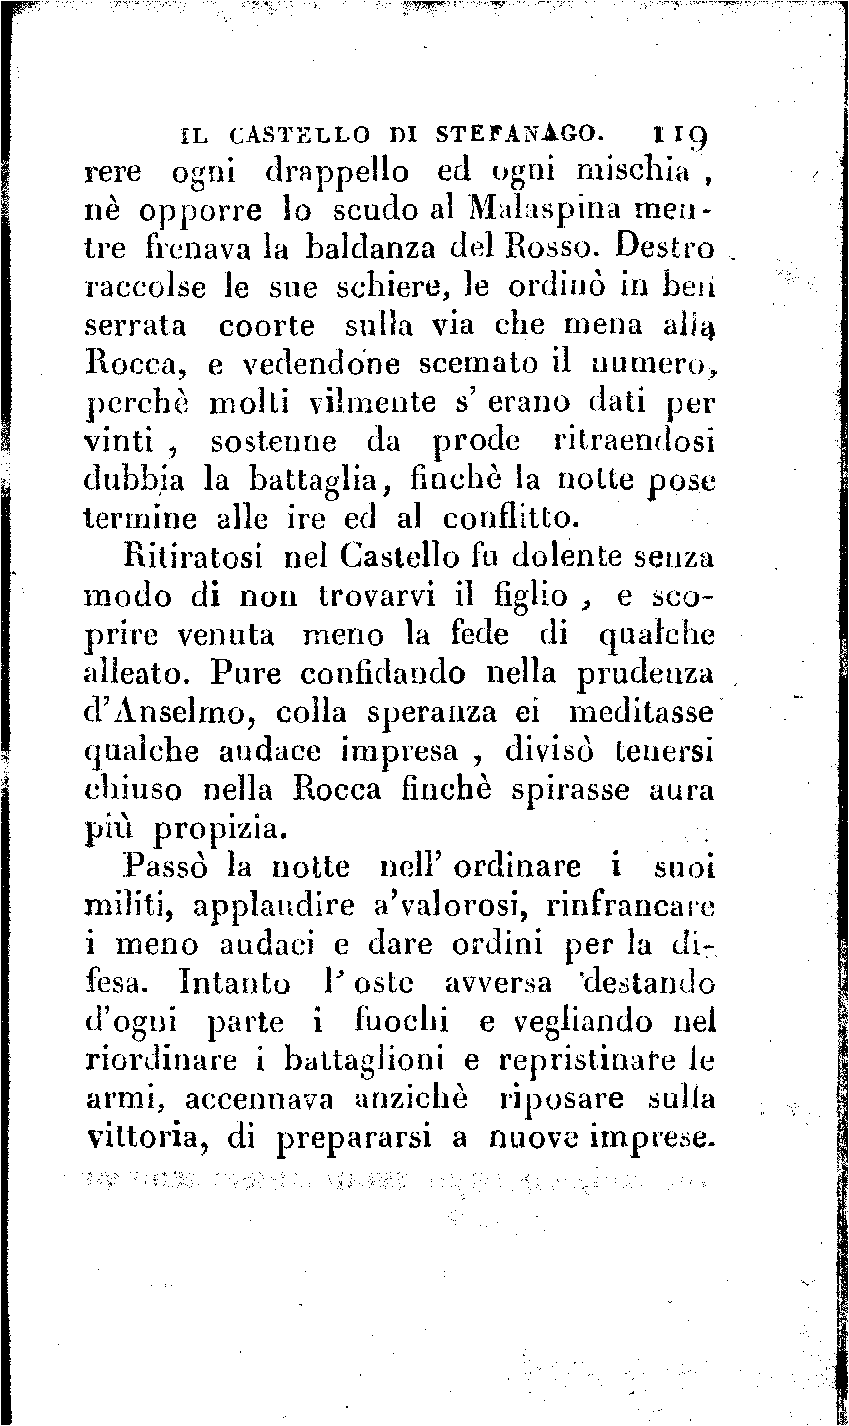 IL CASTELLO DI STEFANAGO. 119
rere ogni drappello ed ogni mischia ,
nè opporre lo scudo al Malaspina men-
tre frenava la baldanza del Rosso. Destro
raccolse le sue schiere, le ordinò in ben
serrata coorte sulla via che mena alla
Rocca, e vedendone scemato il numero,
perchè molti vilmente s' erano dati per
vinti , sostenne da prode ritraendosi
dubbia la battaglia, finchè la notte pose
termine alle ire ed al conflitto.
Ritiratosi nel Castello fu dolente senza
modo di non trovarvi il figlio , e sco-
prire venuta meno la fede di qualche
alleato. Pure confidando nella prudenza
d'Anselmo, colla speranza ei meditasse
qualche audace impresa , divisò tenersi
chiuso nella Rocca finchè spirasse aura
più propizia.
Passò la notte nell' ordinare i suoi
militi, applaudire a'valorosi, rinfrancare
i meno audaci e dare ordini per la di-
fesa. Intanto l' oste avversa destando
d'ogni parte i fuochi e vegliando nel
riordinare i battaglioni e repristinare le
armi, accennava anzichè riposare sulla
vittoria, di prepararsi a nuove imprese.